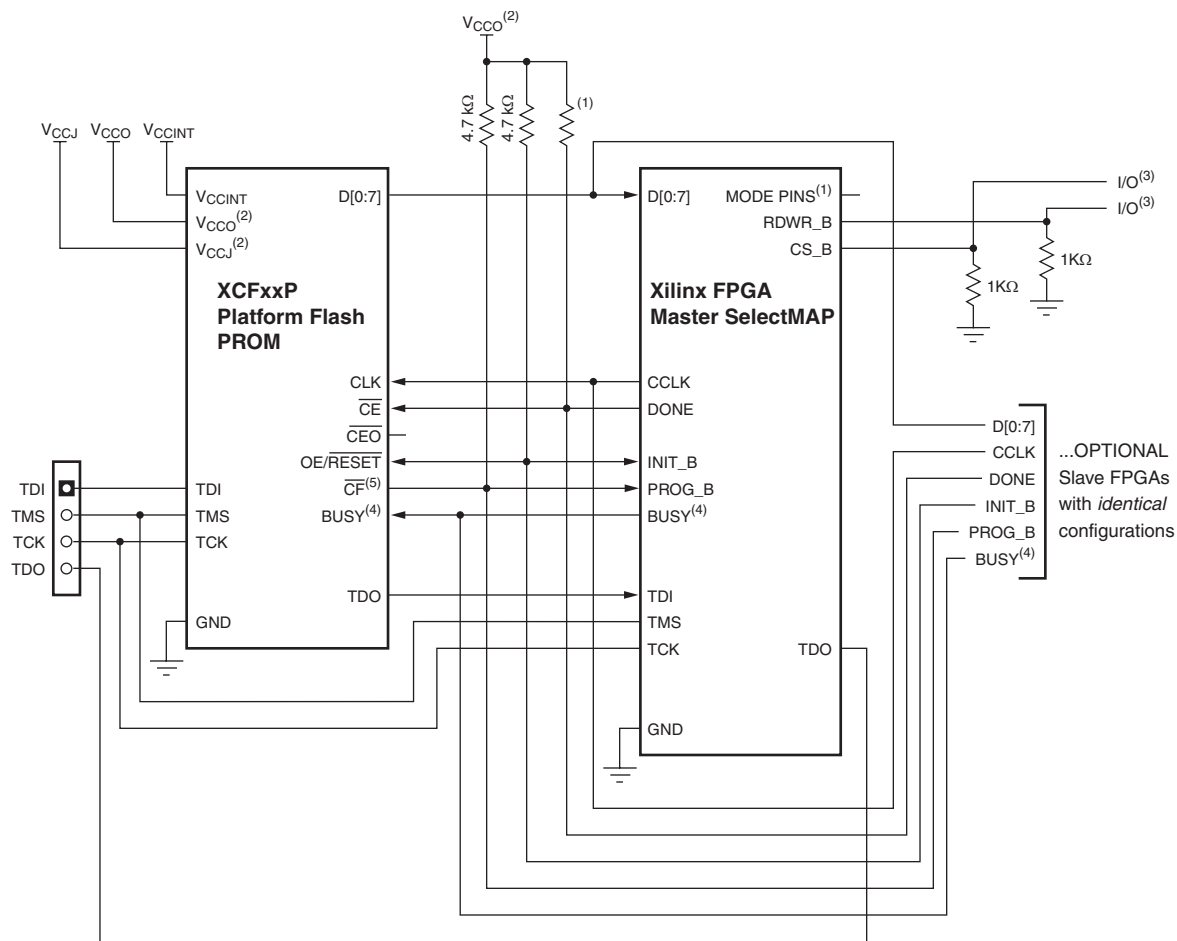 VCCO(2)
4.7 kΩ
4.7 kΩ
(1)
VCCJ VCCO VCCINT
VCCINT
VCCO(2)
VCCJ(2)
D[0:7]
XCFxxP
Platform Flash
PROM
CLK
CE
CEO
OE/RESET
CF(5)
BUSY(4)
TDI
TMS
TCK
TDO
GND
TDI
TMS
TCK
TDO
D[0:7]
MODE PINS(1)
RDWR_B
CS_B
Xilinx FPGA
Master SelectMAP
CCLK
DONE
INIT_B
PROG_B
BUSY(4)
TDI
TMS
TCK
TDO
GND
I/O(3)
I/O(3)
1KΩ
1KΩ
D[0:7]
CCLK
DONE
INIT_B
PROG_B
BUSY(4)
...OPTIONAL
Slave FPGAs
with identical
configurations